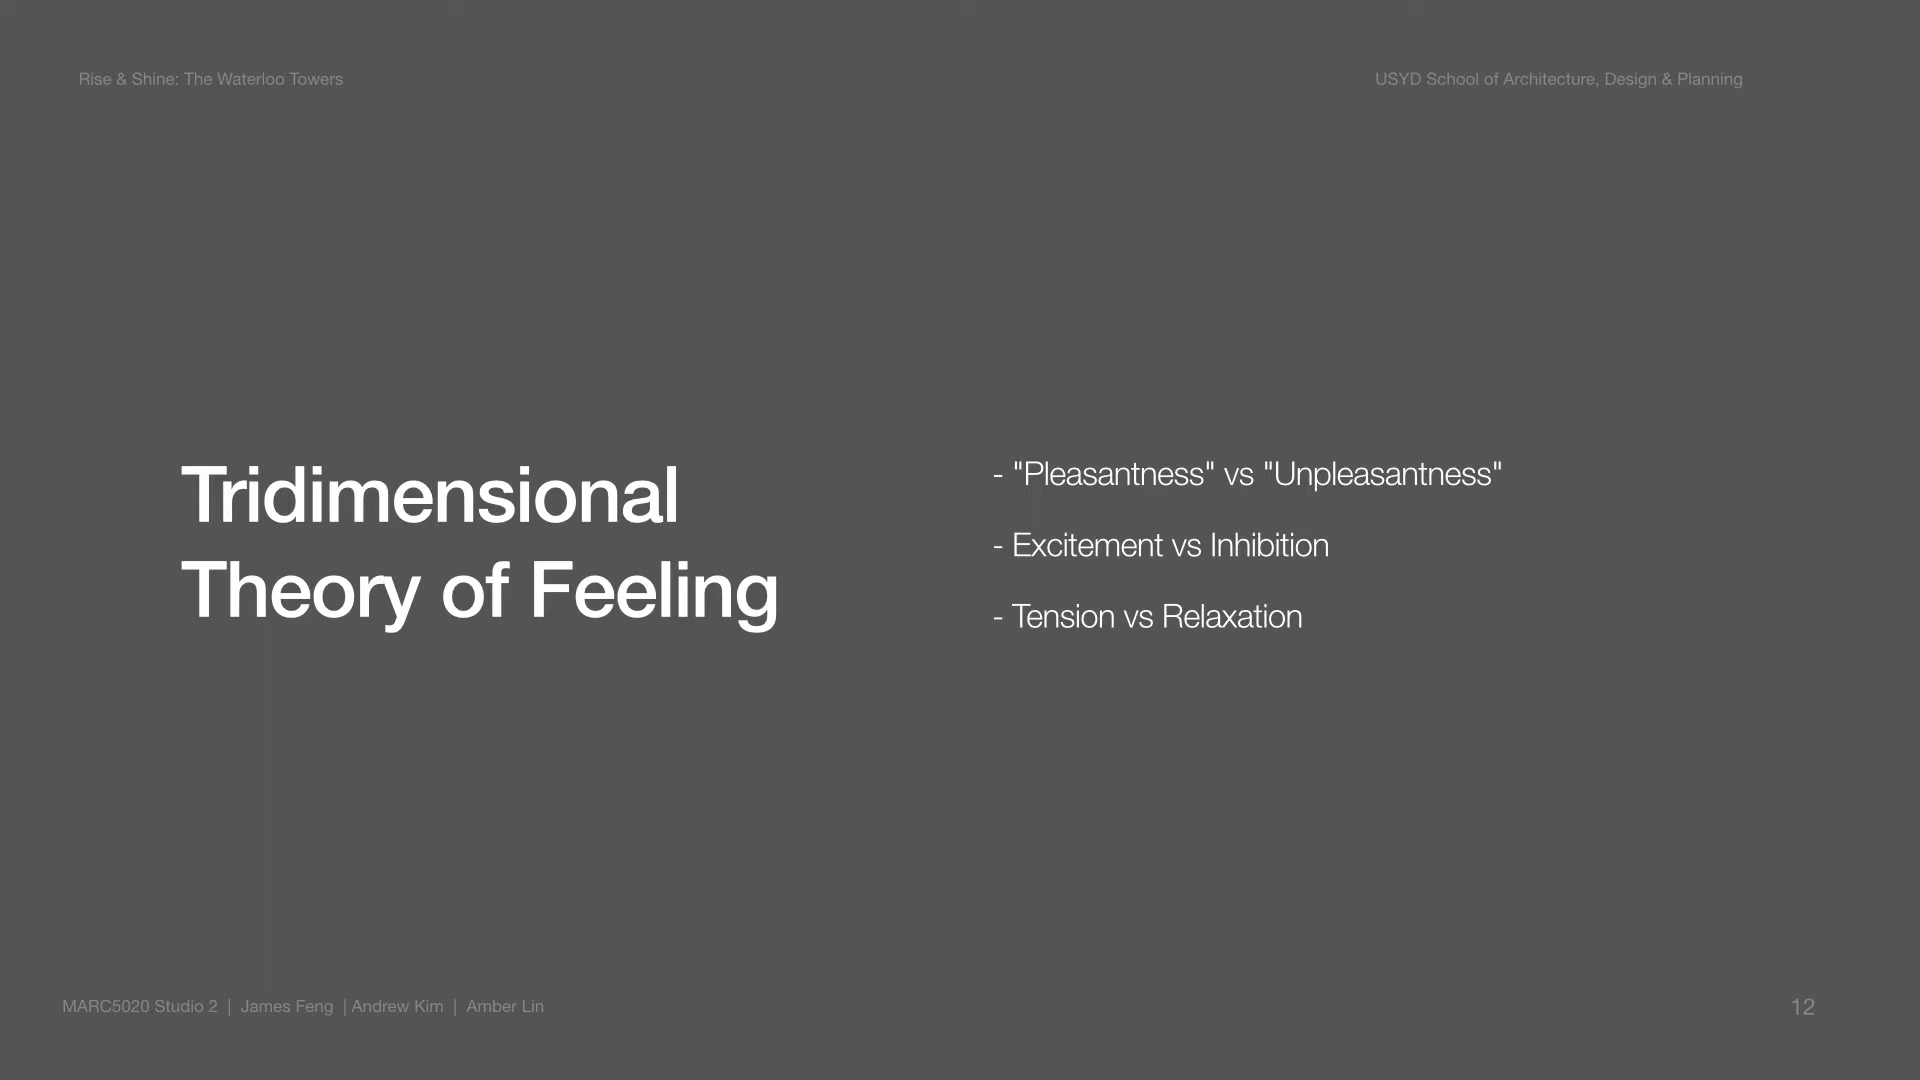 Rise & Shine: The Waterloo Towers
USYD School of Architecture, Design & Planning
Tridimensional
Theory of Feeling
- "Pleasantness" vs "Unpleasantness"
- Excitement vs Inhibition
- Tension vs Relaxation
MARC5020 Studio 2 | James Feng | Andrew Kim | Amber Lin
12